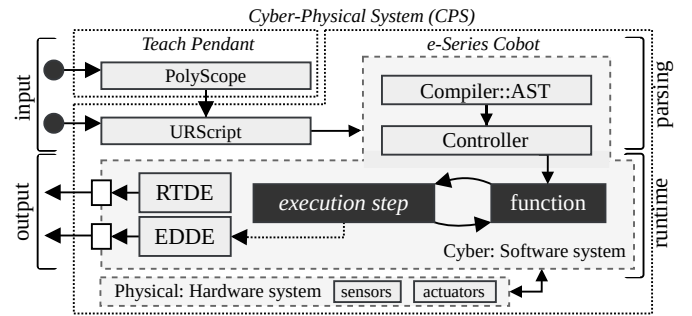 Cyber-Physical System (CPS)
Teach Pendant
e-Series Cobot
input
PolyScope
URScript
Compiler::AST
Controller
parsing
output
RTDE
EDDE
execution step
function
runtime
Cyber: Software system
Physical: Hardware system
sensors
actuators